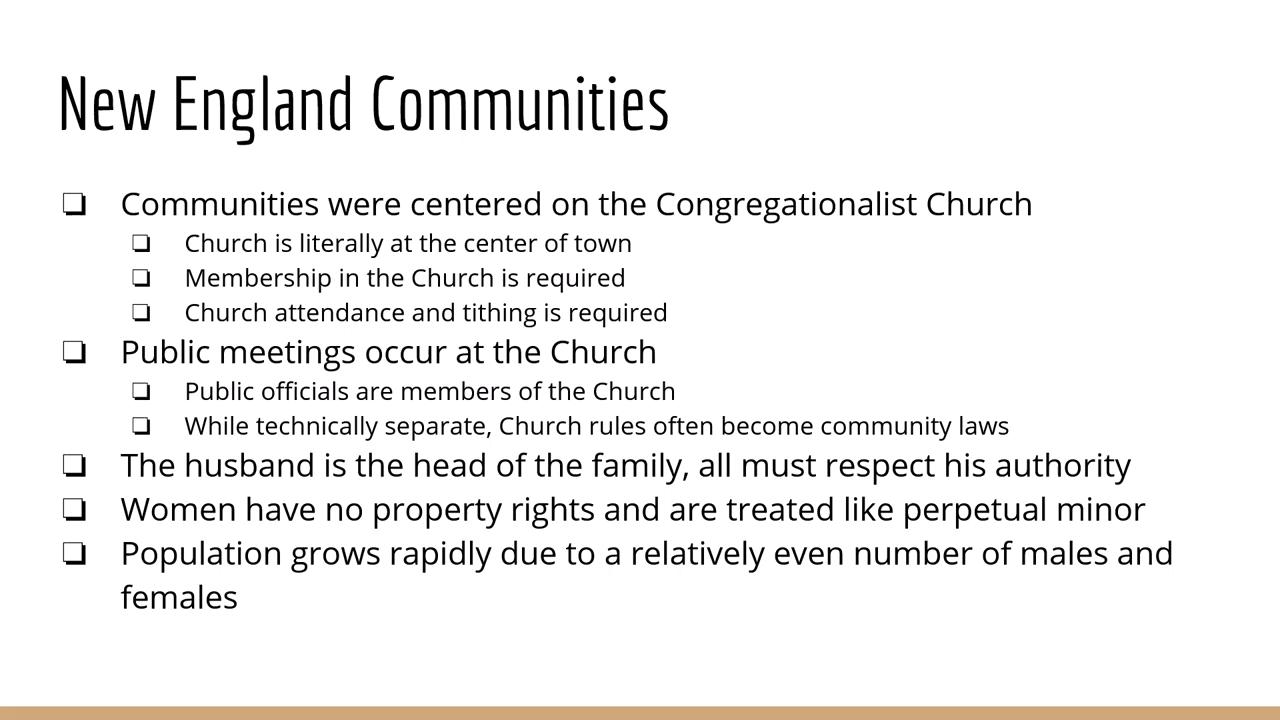 New England Communities
❏ Communities were centered on the Congregationalist Church
❏ Church is literally at the center of town
❏ Membership in the Church is required
❏ Church attendance and tithing is required
❏ Public meetings occur at the Church
❏ Public officials are members of the Church
❏ While technically separate, Church rules often become community laws
❏ The husband is the head of the family, all must respect his authority
❏ Women have no property rights and are treated like perpetual minor
❏ Population grows rapidly due to a relatively even number of males and
females